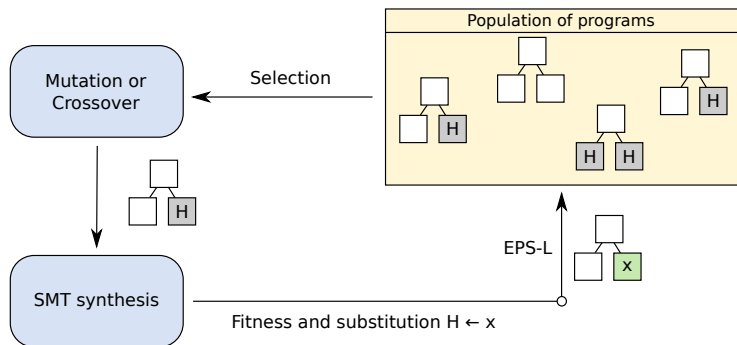 Population of programs
Mutation or
Crossover
Selection
H
H
H
H
H
EPS-L
x
SMT synthesis
Fitness and substitution H ← x